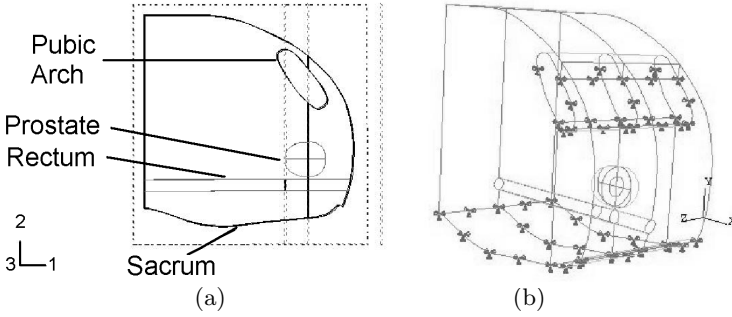 Pubic
Arch
Prostate
Rectum
2
3 1
Sacrum
(a)
Y
Z X
(b)